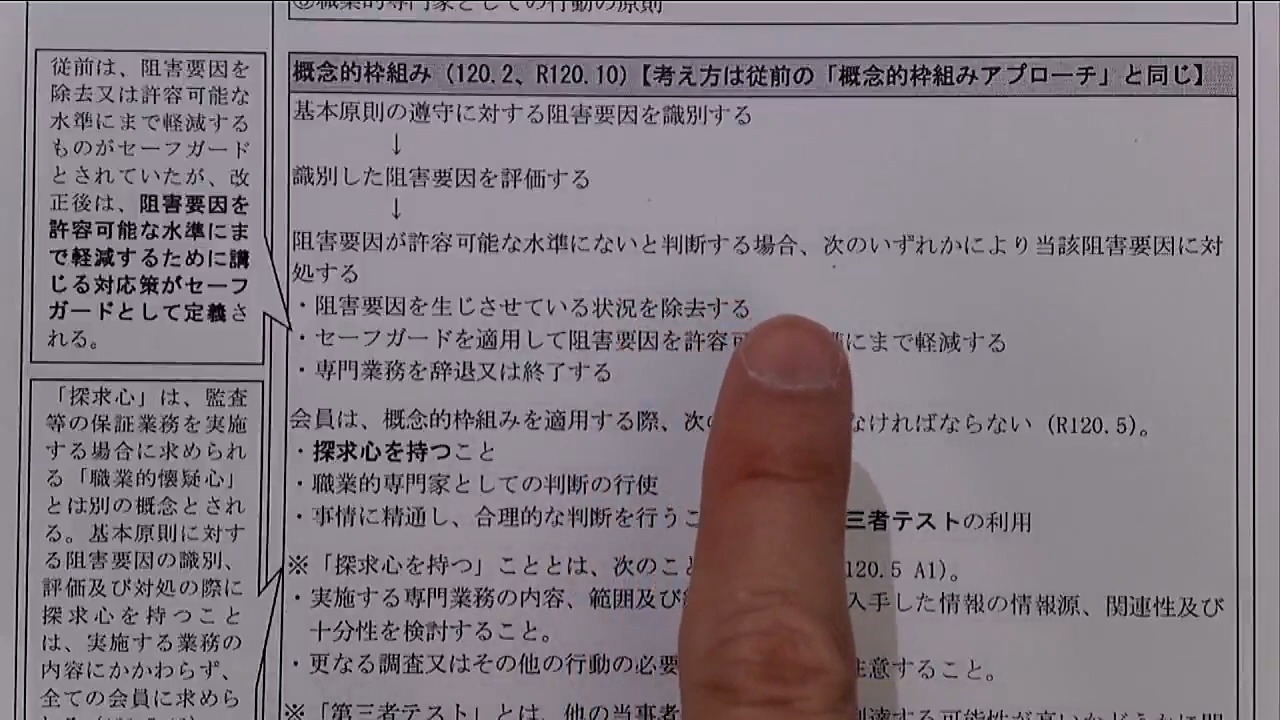 職業的専門家としての行動の原則
従前は、阻害要因を
除去又は許容可能な
水準にまで軽減する
ものがセーフガード
とされていたが、改
正後は、阻害要因を
許容可能な水準にま
で軽減するために講
じる対応策がセーフ
ガードとして定義さ
れる。
「探求心」は、監査
等の保証業務を実施
する場合に求められ
る「職業的懐疑心」
とは別の概念とされ
る。基本原則に対す
る阻害要因の識別、
評価及び対処の際に
探求心を持つこと
は、実施する業務の
内容にかかわらず、
全ての会員に求めら
概念的枠組み（120.2、R120.10）【考え方は従前の「概念的枠組みアプローチ」と同じ】
基本原則の遵守に対する阻害要因を識別する
↓
識別した阻害要因を評価する
↓
阻害要因が許容可能な水準にないと判断する場合、次のいずれかにより当該阻害要因に対
処する
・阻害要因を生じさせている状況を除去する
・セーフガードを適用して阻害要因を許容 にまで軽減する
・専門業務を辞退又は終了する
会員は、概念的枠組みを適用する際、次 なければならない（R120.5）。
・探求心を持つこと
・職業的専門家としての判断の行使
・事情に精通し、合理的な判断を行う 三者テストの利用
※「探求心を持つ」こととは、次のこ 120.5 A1）。
・実施する専門業務の内容、範囲及び 入手した情報の情報源、関連性及び
十分性を検討すること。
・更なる調査又はその他の行動の必要 注意すること。
※「第三者テスト」とは、他の当事者